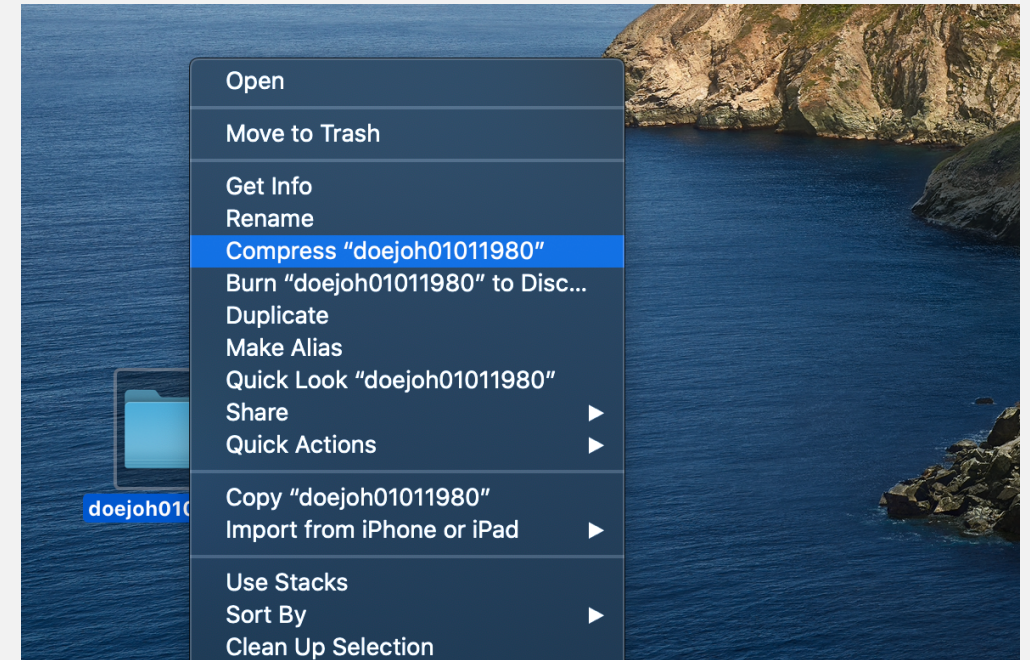 Open
Move to Trash
Get Info
Rename
Compress “doejoh01011980”
Burn “doejoh01011980” to Disc...
Duplicate
Make Alias
Quick Look “doejoh01011980”
Share
Quick Actions
doejoh010
Copy “doejoh01011980”
Import from iPhone or iPad
Use Stacks
Sort By
Clean Up Selection